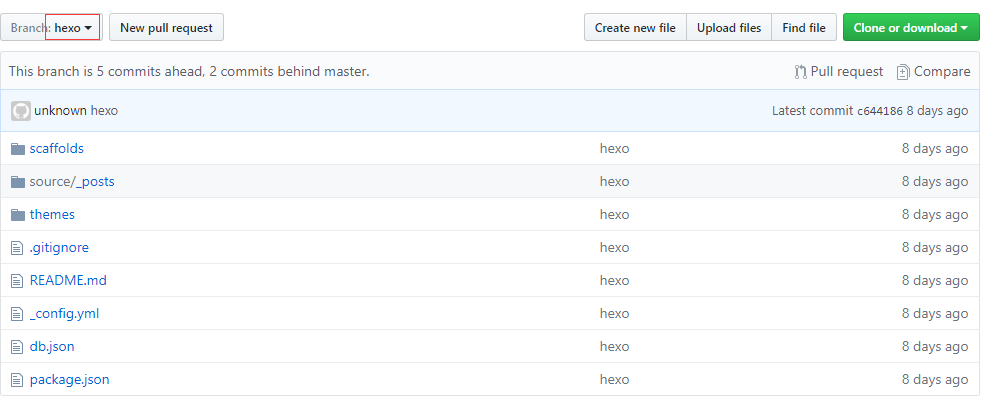 Branch: hexo New pull request Create new file Upload files Find file Clone or download
This branch is 5 commits ahead, 2 commits behind master. Pull request Compare
unknown hexo Latest commit c644186 8 days ago
scaffolds hexo 8 days ago
source/_posts hexo 8 days ago
themes hexo 8 days ago
.gitignore hexo 8 days ago
README.md hexo 8 days ago
_config.yml hexo 8 days ago
db.json hexo 8 days ago
package.json hexo 8 days ago